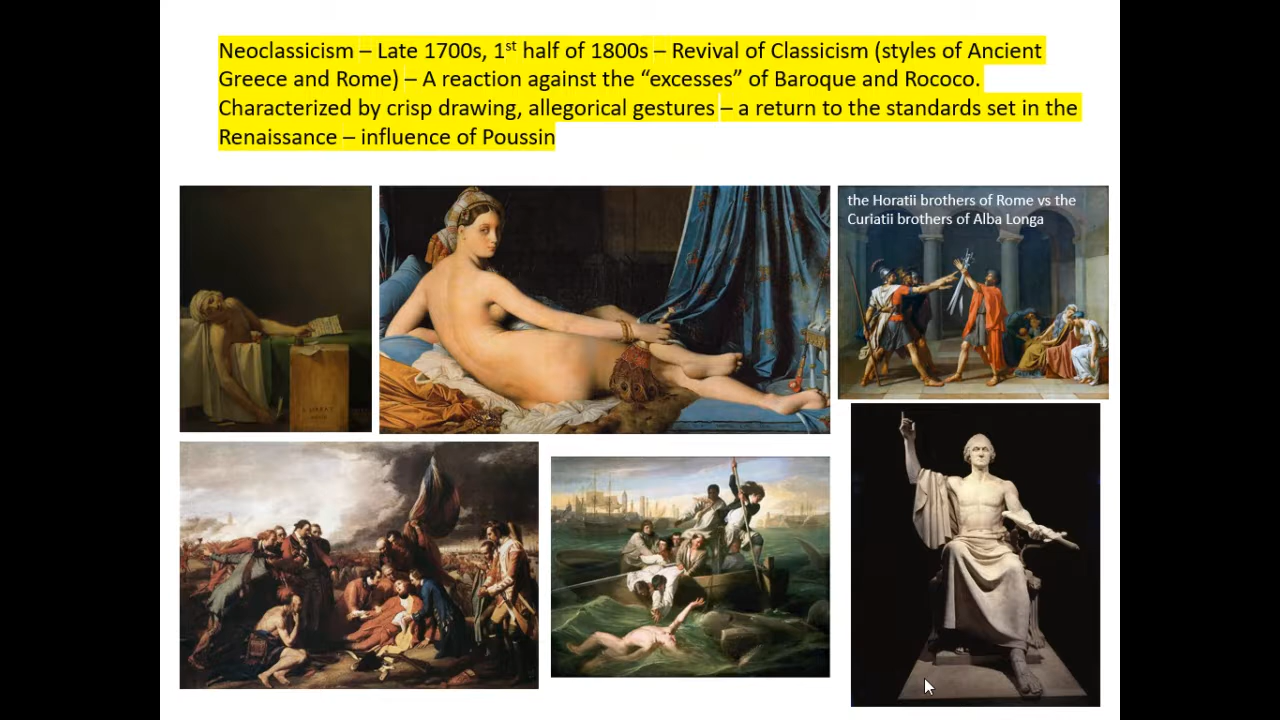 Neoclassicism – Late 1700s, 1st half of 1800s – Revival of Classicism (styles of Ancient
Greece and Rome) – A reaction against the “excesses” of Baroque and Rococo.
Characterized by crisp drawing, allegorical gestures – a return to the standards set in the
Renaissance – influence of Poussin
the Horatii brothers of Rome vs the
Curiatii brothers of Alba Longa